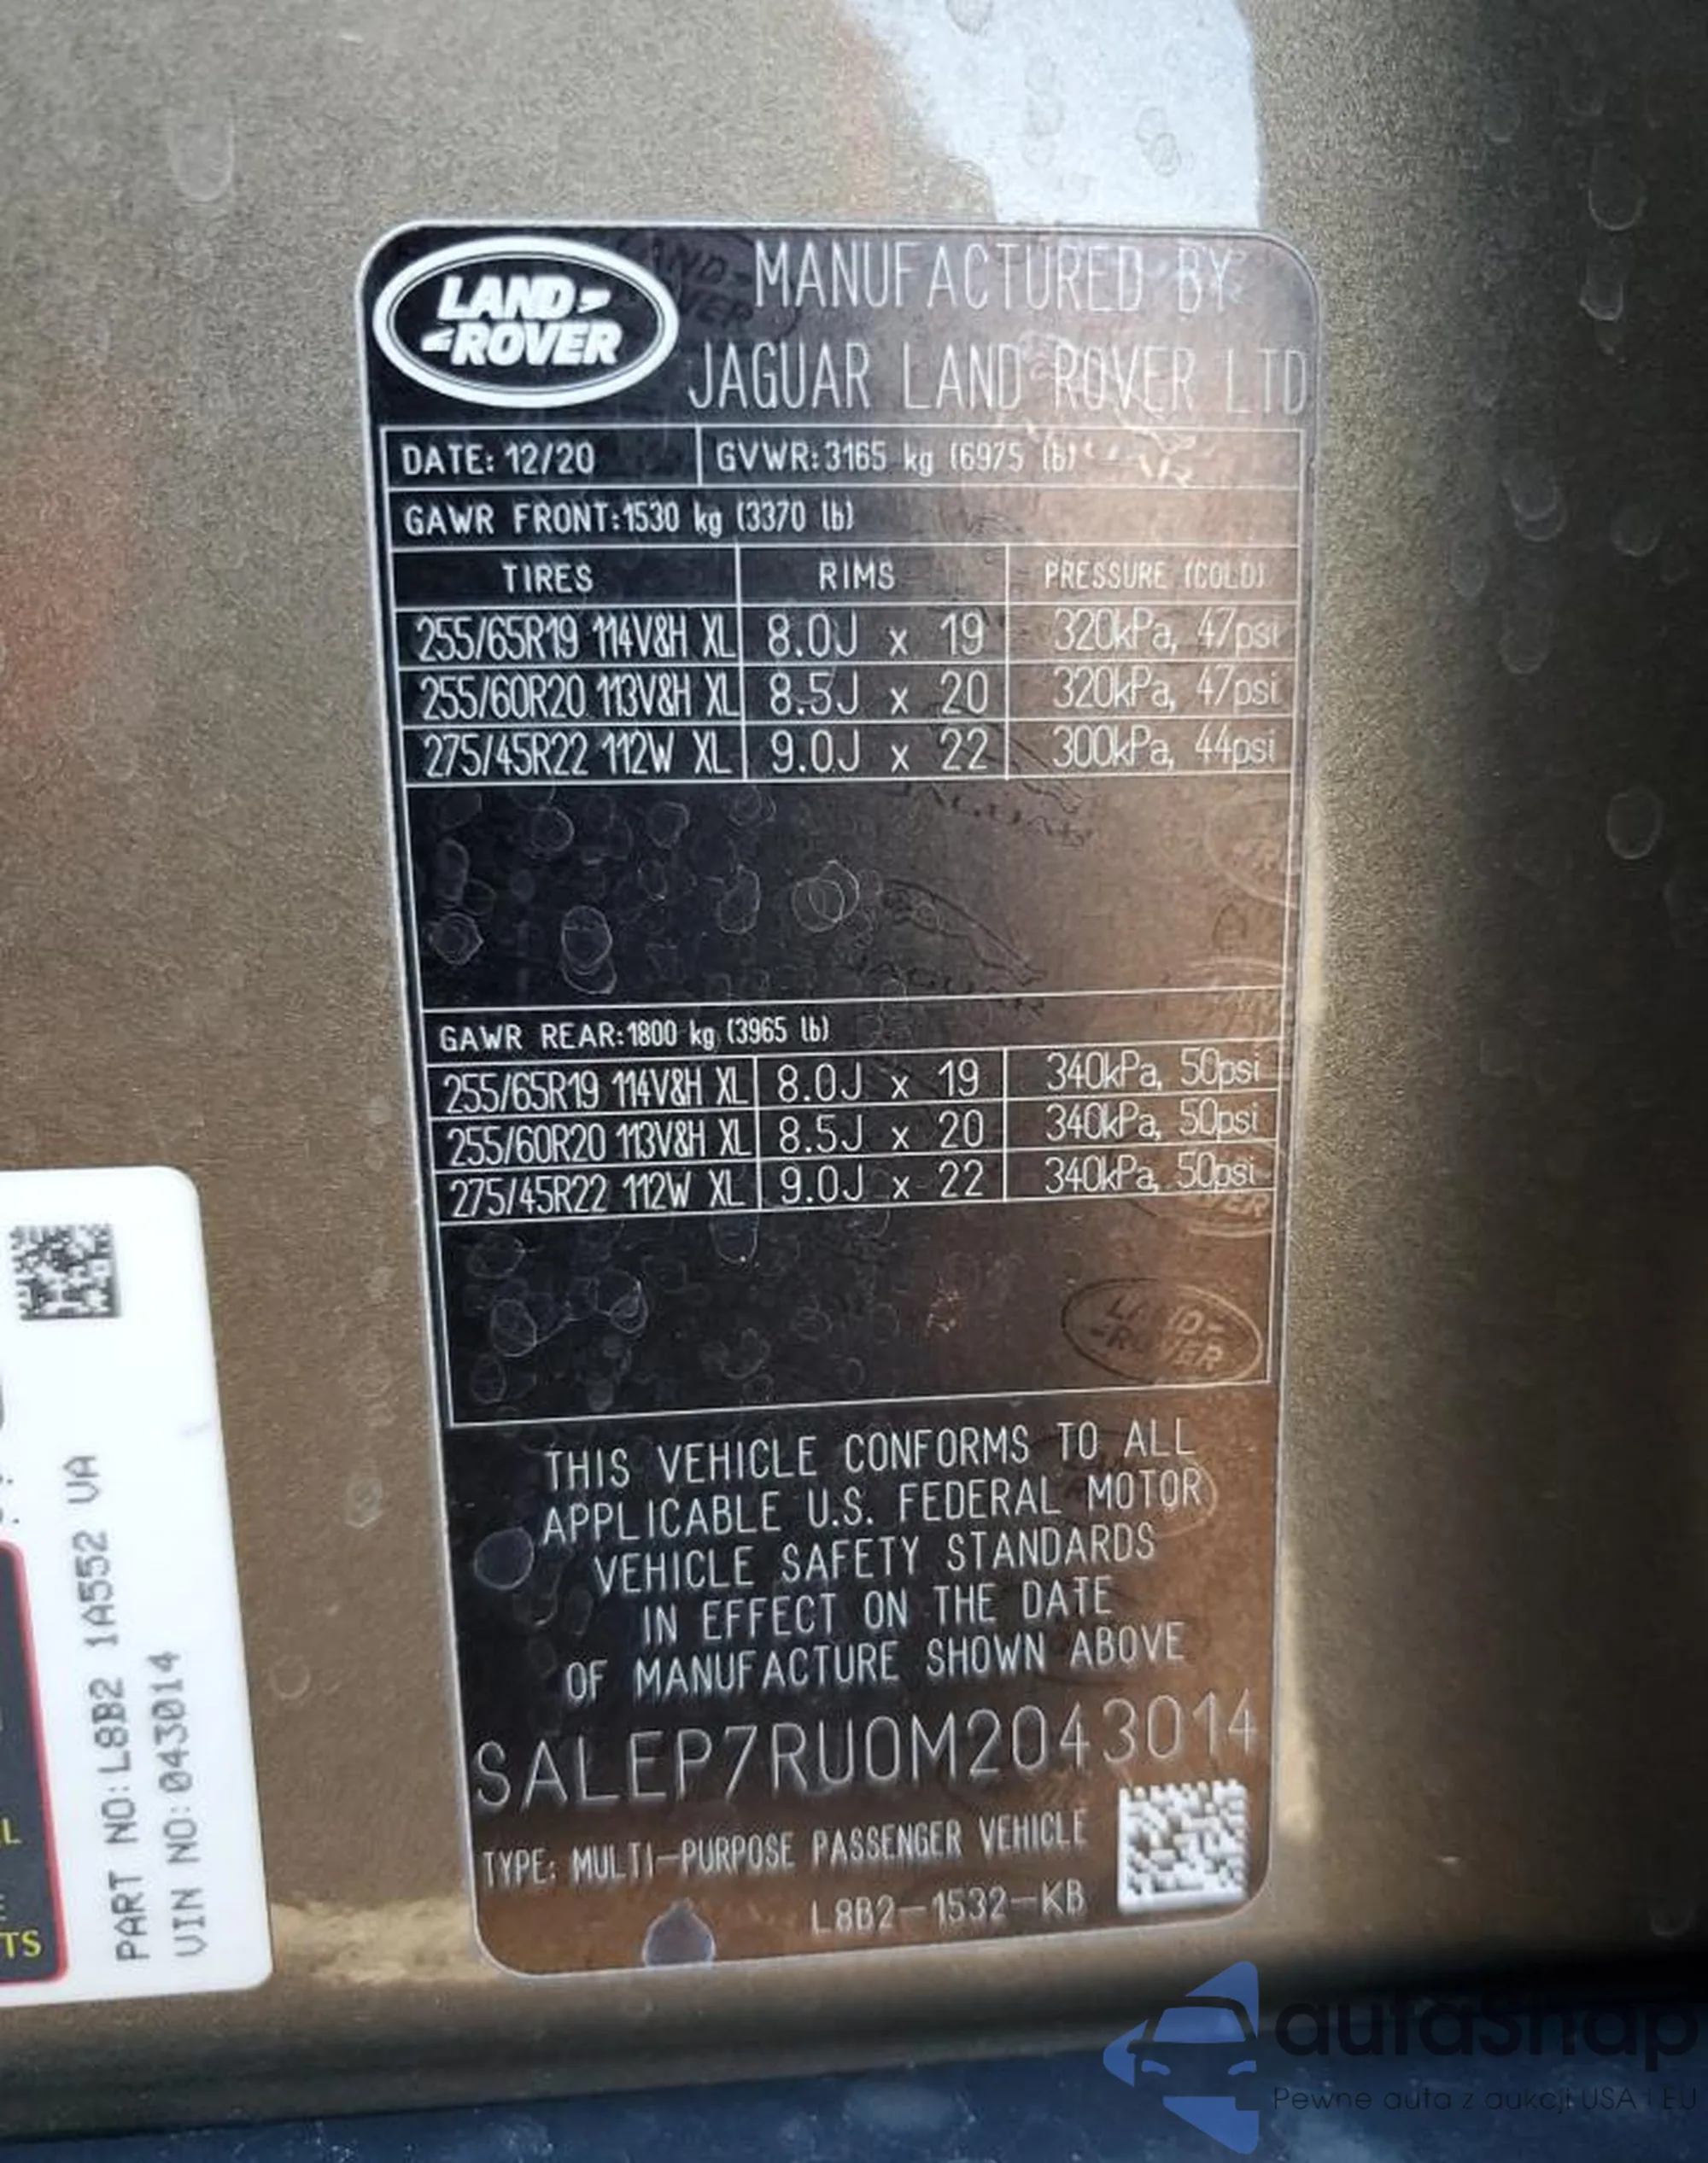 LAND-
ROVER
MANUFACTURED BY
JAGUAR LAND ROVER LTD
DATE: 12/20 GVWR: 3165 kg (6975 lb)
GAWR FRONT: 1530 kg (3370 lb)
TIRES RIMS PRESSURE (COLD)
255/65R19 114V&H XL 8.0J x 19 320kPa, 47psi
255/60R20 113V&H XL 8.5J x 20 320kPa, 47psi
275/45R22 112W XL 9.0J x 22 300kPa, 44psi
GAWR REAR: 1800 kg (3965 lb)
255/65R19 114V&H XL 8.0J x 19 340kPa, 50psi
255/60R20 113V&H XL 8.5J x 20 340kPa, 50psi
275/45R22 112W XL 9.0J x 22 340kPa, 50psi
LAND-
-ROVER
THIS VEHICLE CONFORMS TO ALL
APPLICABLE U.S. FEDERAL MOTOR
VEHICLE SAFETY STANDARDS
IN EFFECT ON THE DATE
OF MANUFACTURE SHOWN ABOVE
SALEP7RU0M2043014
TYPE: MULTI-PURPOSE PASSENGER VEHICLE
L8B2-1532-KB
PART NO: L8B2 1A552 VA
VIN NO: 043014
autaShop
Pewne auta z aukcji USA i EU